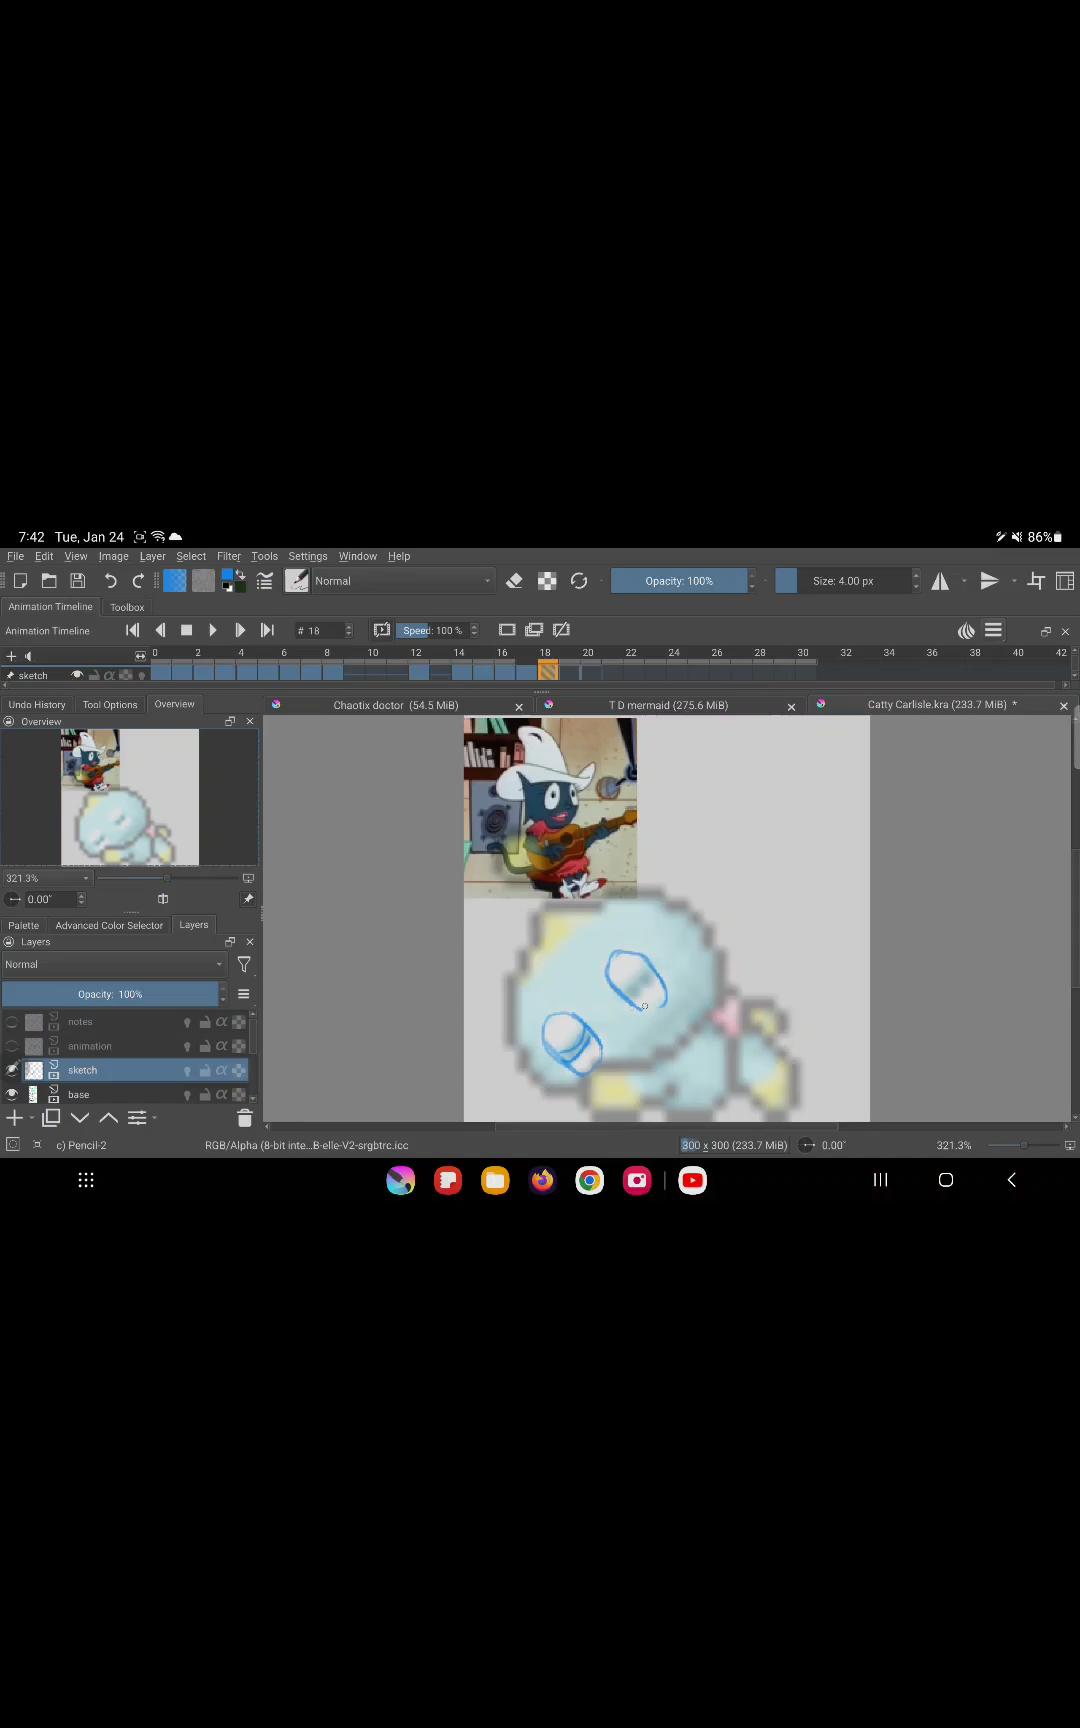 7:42 Tue, Jan 24 86%
File Edit View Image Layer Select Filter Tools Settings Window Help
Normal Opacity: 100% Size: 4.00 px
Animation Timeline Toolbox
Animation Timeline # 18 Speed: 100 %
0 2 4 6 8 10 12 14 16 18 20 22 24 26 28 30 32 34 36 38 40 42
sketch
Undo History Tool Options Overview Chaotix doctor (54.5 MiB) T D mermaid (275.6 MiB) Catty Carlisle.kra (233.7 MiB) *
Overview
321.3%
0.00°
Palette Advanced Color Selector Layers
Layers
Normal
Opacity: 100%
notes
animation
sketch
base
c) Pencil-2 RGB/Alpha (8-bit inte...B-elle-V2-srgbtrc.icc 300 x 300 (233.7 MiB) 0.00° 321.3%